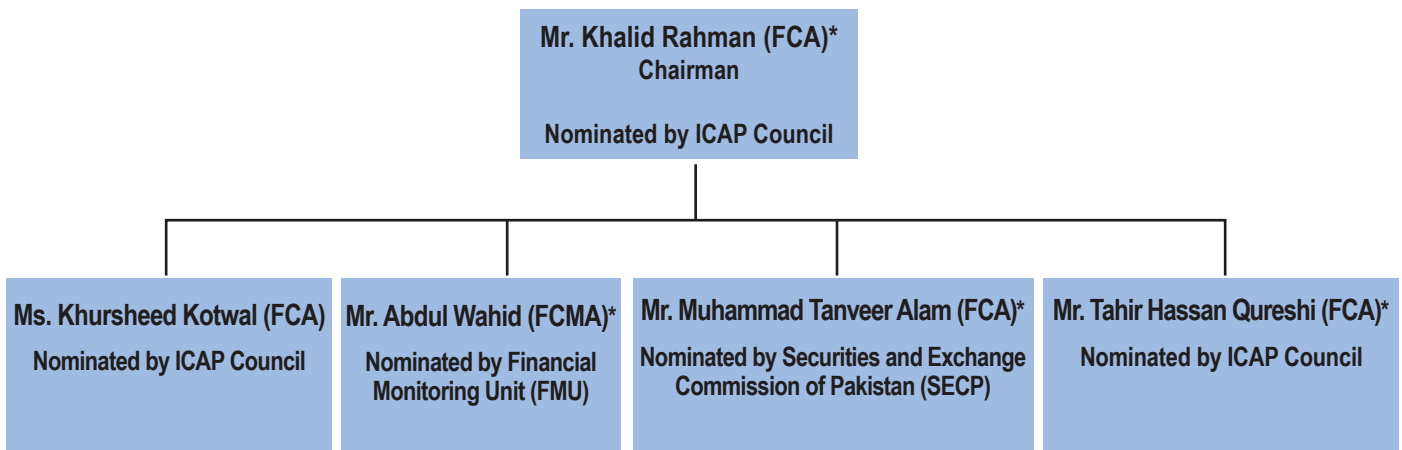 Mr. Khalid Rahman (FCA)*
Chairman
Nominated by ICAP Council
Ms. Khursheed Kotwal (FCA)
Nominated by ICAP Council
Mr. Abdul Wahid (FCMA)*
Nominated by Financial
Monitoring Unit (FMU)
Mr. Muhammad Tanveer Alam (FCA)*
Nominated by Securities and Exchange
Commission of Pakistan (SECP)
Mr. Tahir Hassan Qureshi (FCA)*
Nominated by ICAP Council